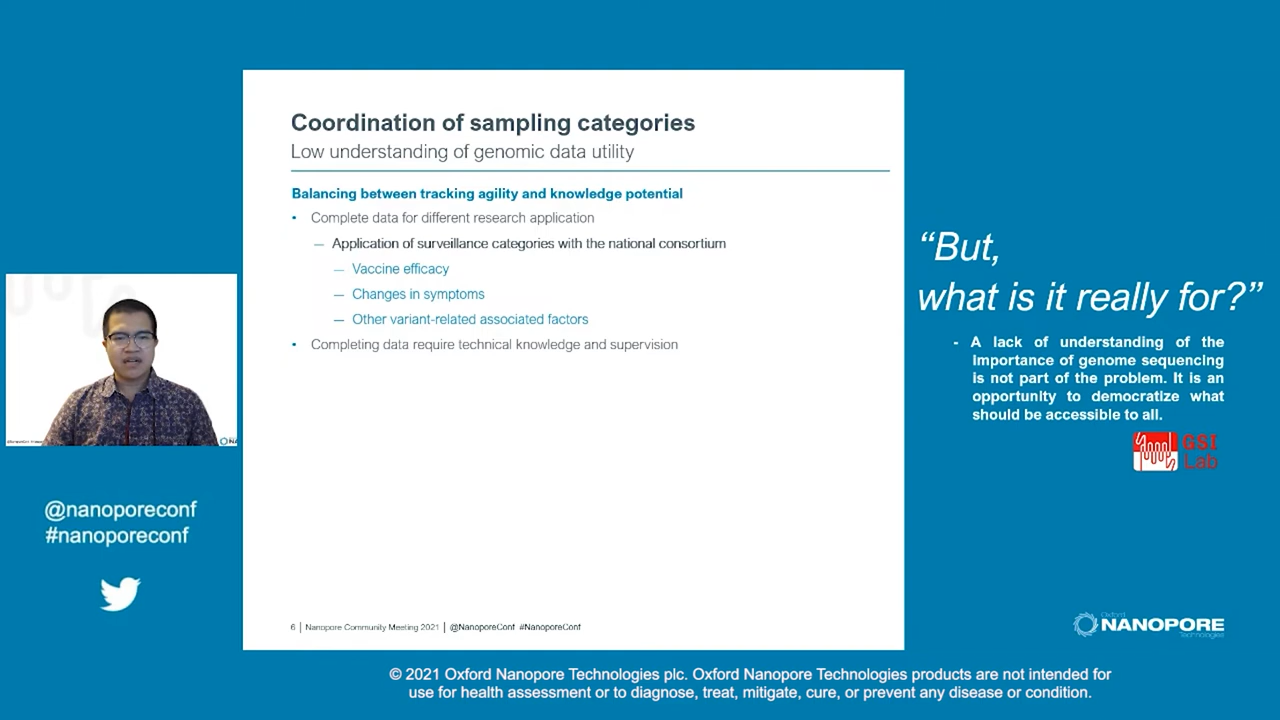 Coordination of sampling categories
Low understanding of genomic data utility
Balancing between tracking agility and knowledge potential
• Complete data for different research application
— Application of surveillance categories with the national consortium
— Vaccine efficacy
— Changes in symptoms
— Other variant-related associated factors
• Completing data require technical knowledge and supervision
6 | Nanopore Community Meeting 2021 | @NanoporeConf #NanoporeConf
“But,
what is it really for?”
- A lack of understanding of the
importance of genome sequencing
is not part of the problem. It is an
opportunity to democratize what
should be accessible to all.
GSI
Lab
@nanoporeconf
#nanoporeconf
Oxford
NANOPORE
Technologies
© 2021 Oxford Nanopore Technologies plc. Oxford Nanopore Technologies products are not intended for
use for health assessment or to diagnose, treat, mitigate, cure, or prevent any disease or condition.